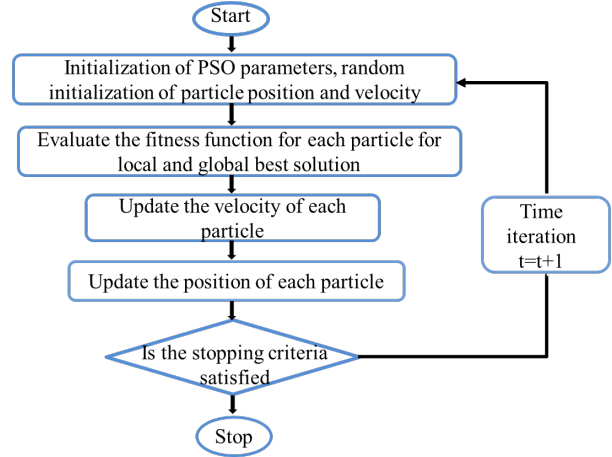 Start
Initialization of PSO parameters, random
initialization of particle position and velocity
Evaluate the fitness function for each particle for
local and global best solution
Update the velocity of each
particle
Time
iteration
t=t+1
Update the position of each particle
Is the stopping criteria
satisfied
Stop